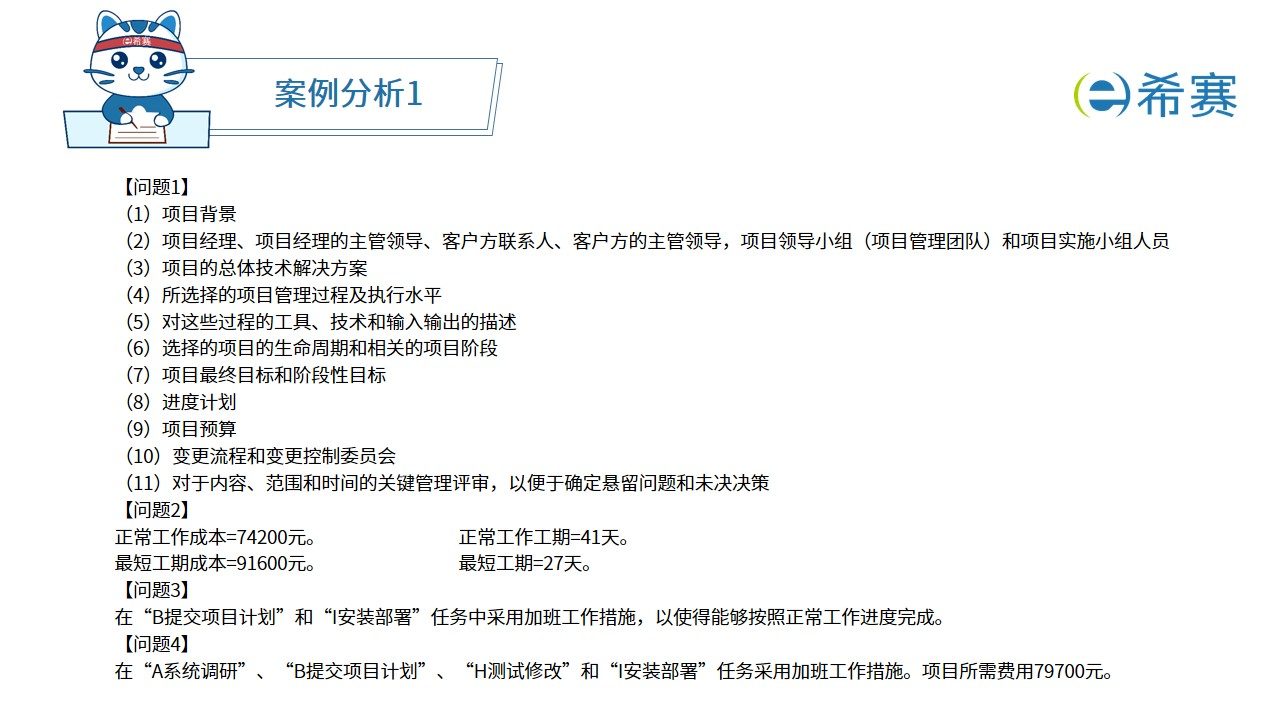 希赛
案例分析1
希赛
【问题1】
（1）项目背景
（2）项目经理、项目经理的主管领导、客户方联系人、客户方的主管领导，项目领导小组（项目管理团队）和项目实施小组人员
（3）项目的总体技术解决方案
（4）所选择的项目管理过程及执行水平
（5）对这些过程的工具、技术和输入输出的描述
（6）选择的项目的生命周期和相关的项目阶段
（7）项目最终目标和阶段性目标
（8）进度计划
（9）项目预算
（10）变更流程和变更控制委员会
（11）对于内容、范围和时间的关键管理评审，以便于确定悬留问题和未决决策
【问题2】
正常工作成本=74200元。 正常工作工期=41天。
最短工期成本=91600元。 最短工期=27天。
【问题3】
在“B提交项目计划”和“I安装部署”任务中采用加班工作措施，以使得能够按照正常工作进度完成。
【问题4】
在“A系统调研”、“B提交项目计划”、“H测试修改”和“I安装部署”任务采用加班工作措施。项目所需费用79700元。